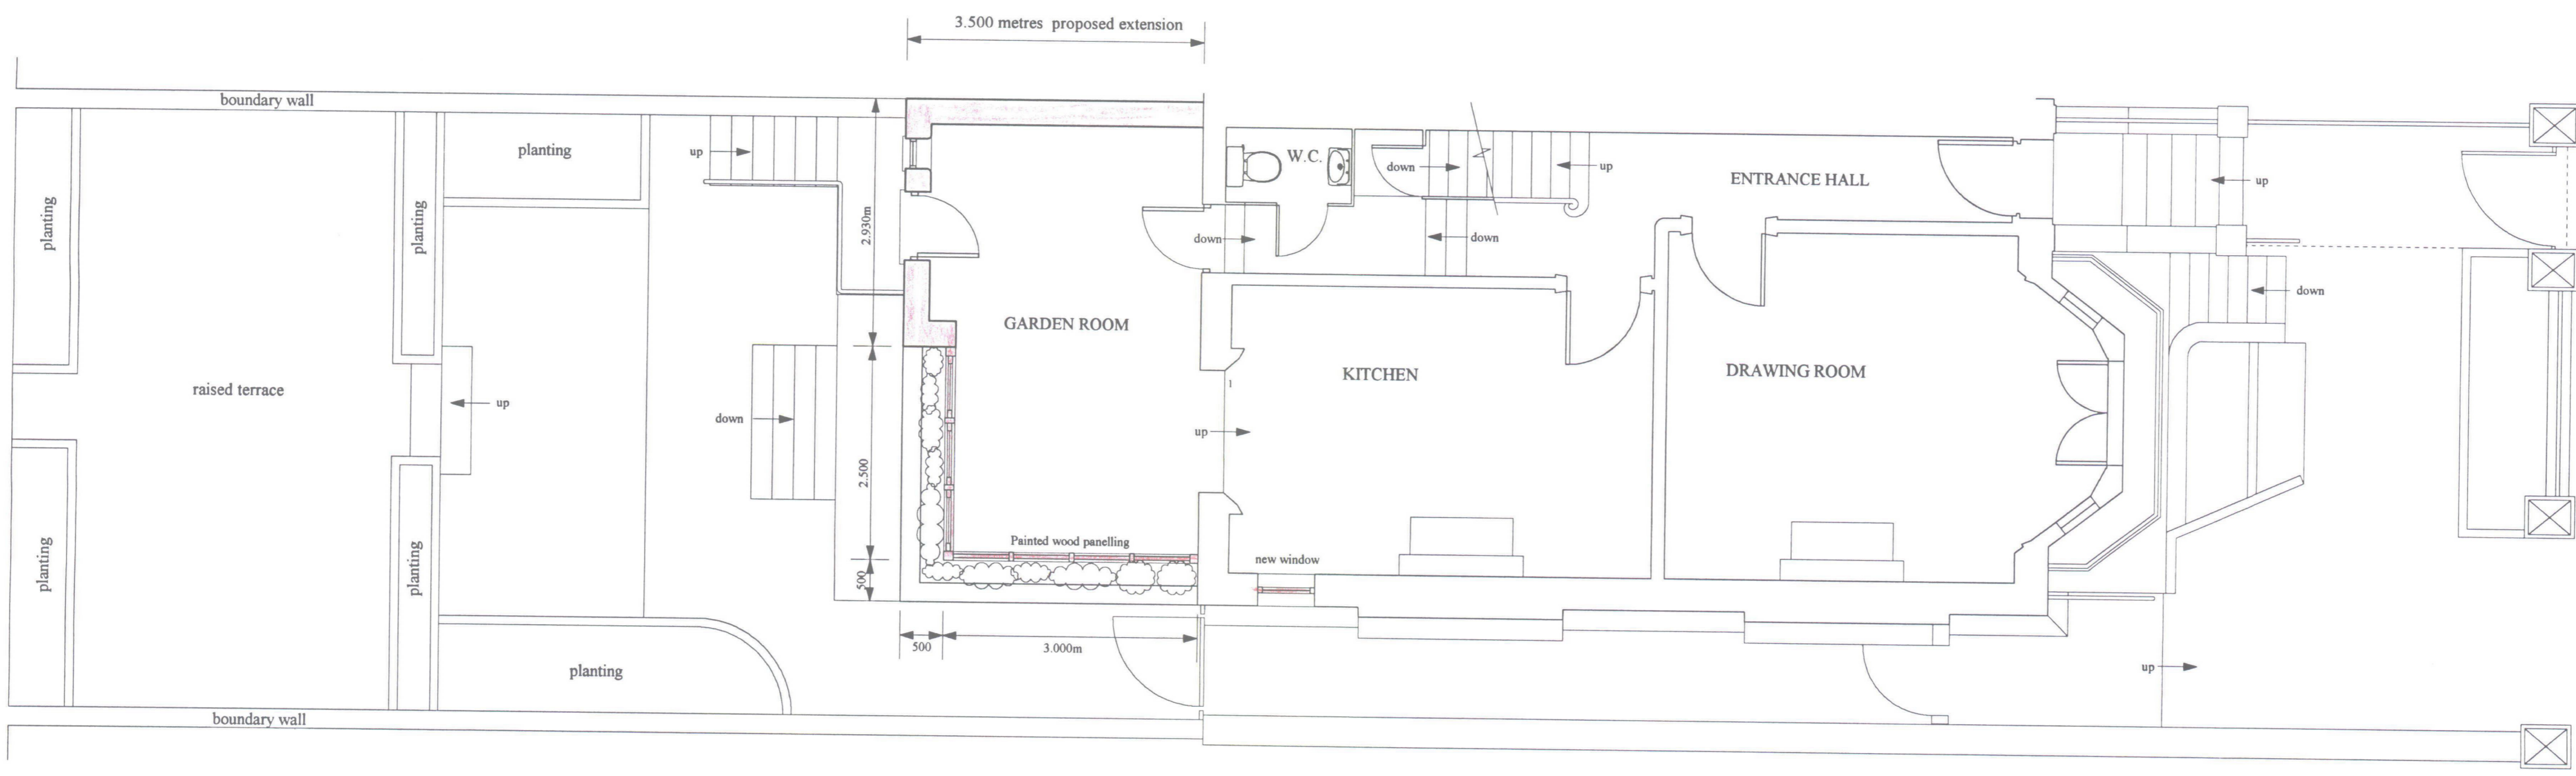 3.500 metres proposed extension
boundary wall
planting
planting
planting
up
2.930m
W.C.
down
up
ENTRANCE HALL
up
down
down
down
GARDEN ROOM
KITCHEN
DRAWING ROOM
1
raised terrace
up
down
up
2.500
Painted wood panelling
new window
planting
planting
500
500
3.000m
planting
up
boundary wall